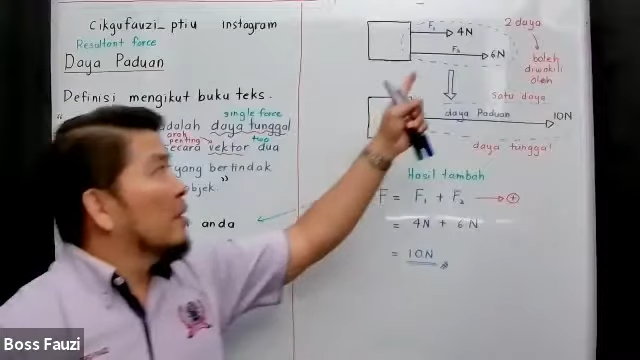 Cikgufauzi_ptiu instagram
Resultant force
Daya Paduan
Definisi mengikut buku teks.
single force
“ adalah daya tunggal
arah
penting two
secara vektor dua
yang bertindak
objek.”
anda
F₁ 4N
F₂ 6N
2 daya
boleh
diwakili
oleh
satu daya
daya Paduan 10N
daya tunggal
Hasil tambah
F = F₁ + F₂ → +
= 4N + 6N
= 10N
Boss Fauzi